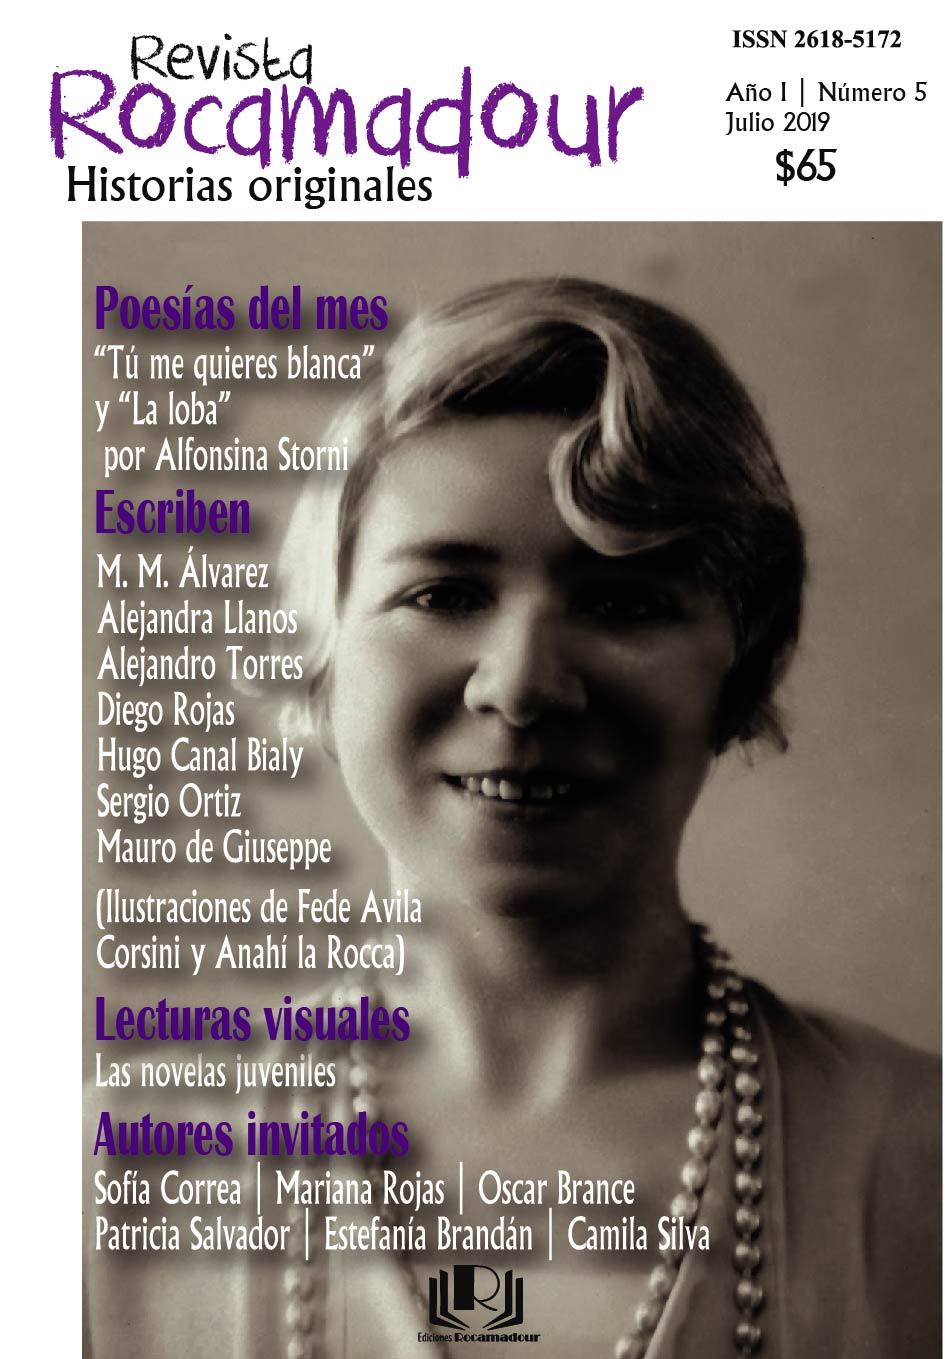 Revista
Rocamadour
Historias originales
ISSN 2618-5172
Año I | Número 5
Julio 2019
$65
Poesías del mes
“Tú me quieres blanca”
y “La loba”
por Alfonsina Storni
Escriben
M. M. Álvarez
Alejandra Llanos
Alejandro Torres
Diego Rojas
Hugo Canal Bialy
Sergio Ortiz
Mauro de Giuseppe
(Ilustraciones de Fede Avila
Corsini y Anahí la Rocca)
Lecturas visuales
Las novelas juveniles
Autores invitados
Sofía Correa | Mariana Rojas | Oscar Brance
Patricia Salvador | Estefanía Brandán | Camila Silva
R
Ediciones Rocamadour